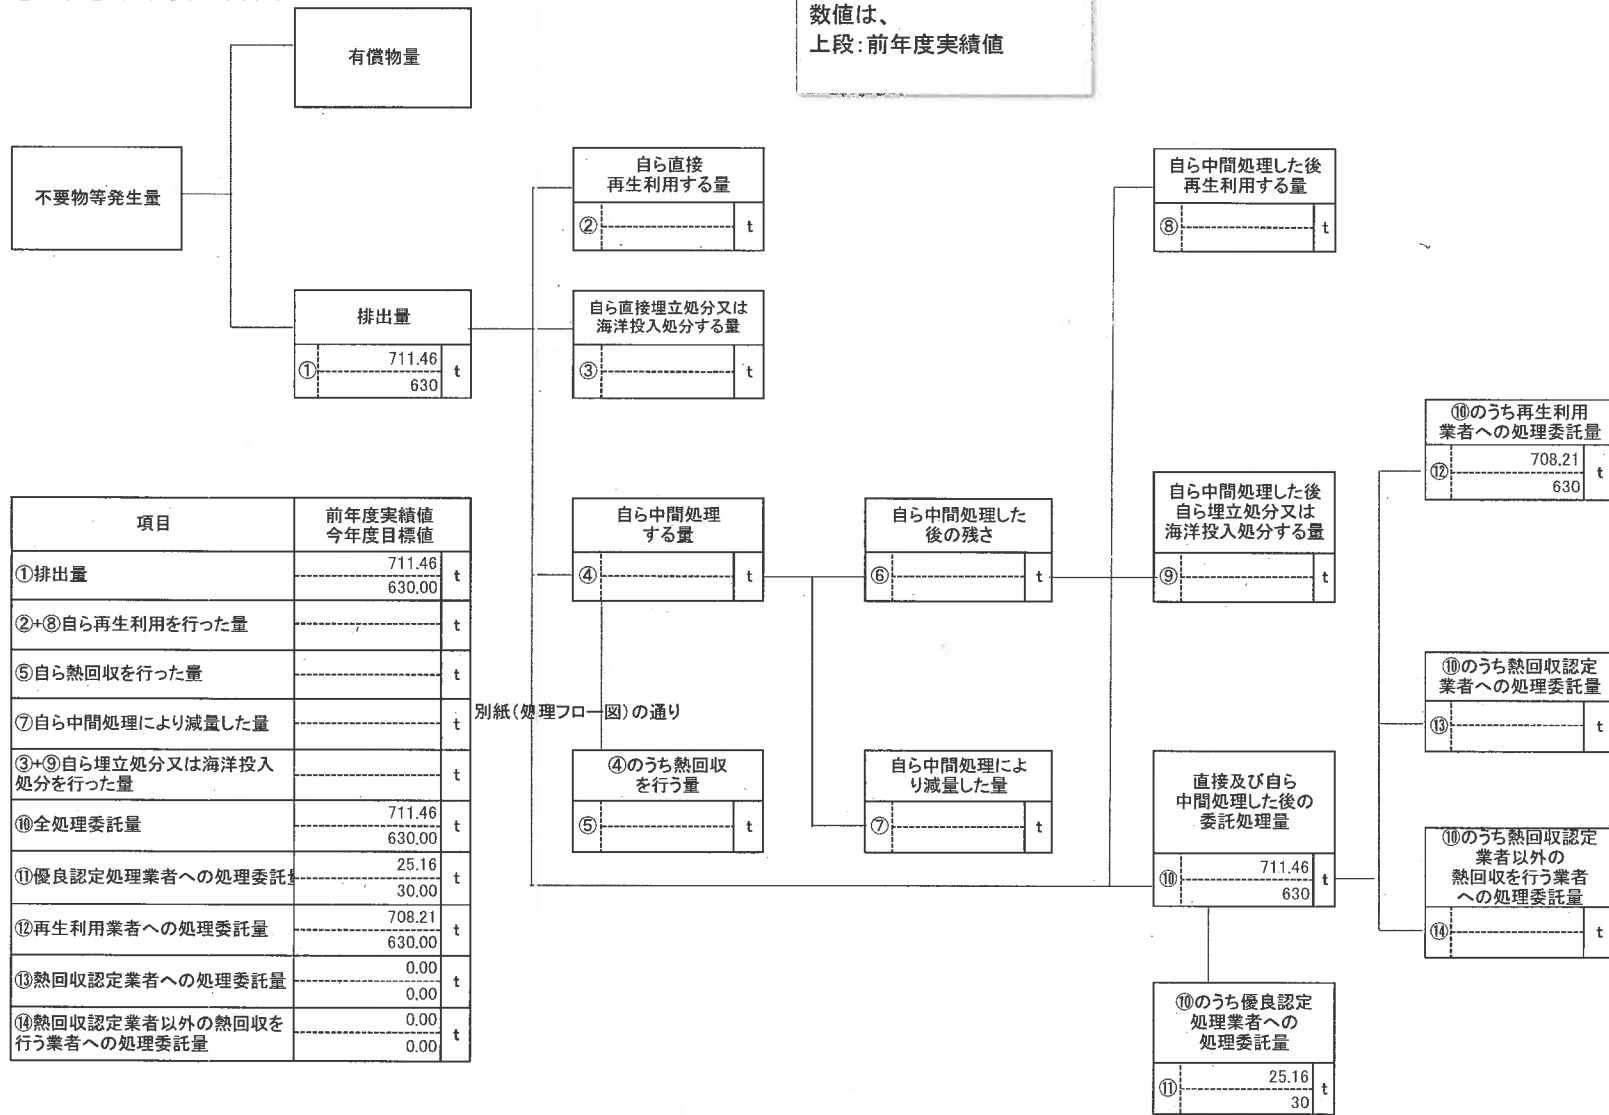 数値は、
上段：前年度実績値
有償物量
不要物等発生量
排出量
① 711.46 t
630
自ら直接
再生利用する量
② t
自ら直接埋立処分又は
海洋投入処分する量
③ t
自ら中間処理した後
再生利用する量
⑧ t
自ら中間処理
する量
④ t
自ら中間処理した
後の残さ
⑥ t
自ら中間処理した後
自ら埋立処分又は
海洋投入処分する量
⑨ t
⑩のうち再生利用
業者への処理委託量
⑫ 708.21 t
630
⑩のうち熱回収認定
業者への処理委託量
⑬ t
別紙（処理フロー図）の通り
④のうち熱回収
を行う量
⑤ t
自ら中間処理によ
り減量した量
⑦ t
直接及び自ら
中間処理した後の
委託処理量
⑩ 711.46 t
630
⑩のうち熱回収認定
業者以外の
熱回収を行う業者
への処理委託量
⑭ t
⑩のうち優良認定
処理業者への
処理委託量
⑪ 25.16 t
30
項目 前年度実績値
今年度目標値
①排出量 711.46 t
630.00
②+⑧自ら再生利用を行った量 t
⑤自ら熱回収を行った量 t
⑦自ら中間処理により減量した量 t
③+⑨自ら埋立処分又は海洋投入
処分を行った量 t
⑩全処理委託量 711.46 t
630.00
⑪優良認定処理業者への処理委託 25.16 t
30.00
⑫再生利用業者への処理委託量 708.21 t
630.00
⑬熱回収認定業者への処理委託量 0.00 t
0.00
⑭熱回収認定業者以外の熱回収を 0.00 t
行う業者への処理委託量 0.00